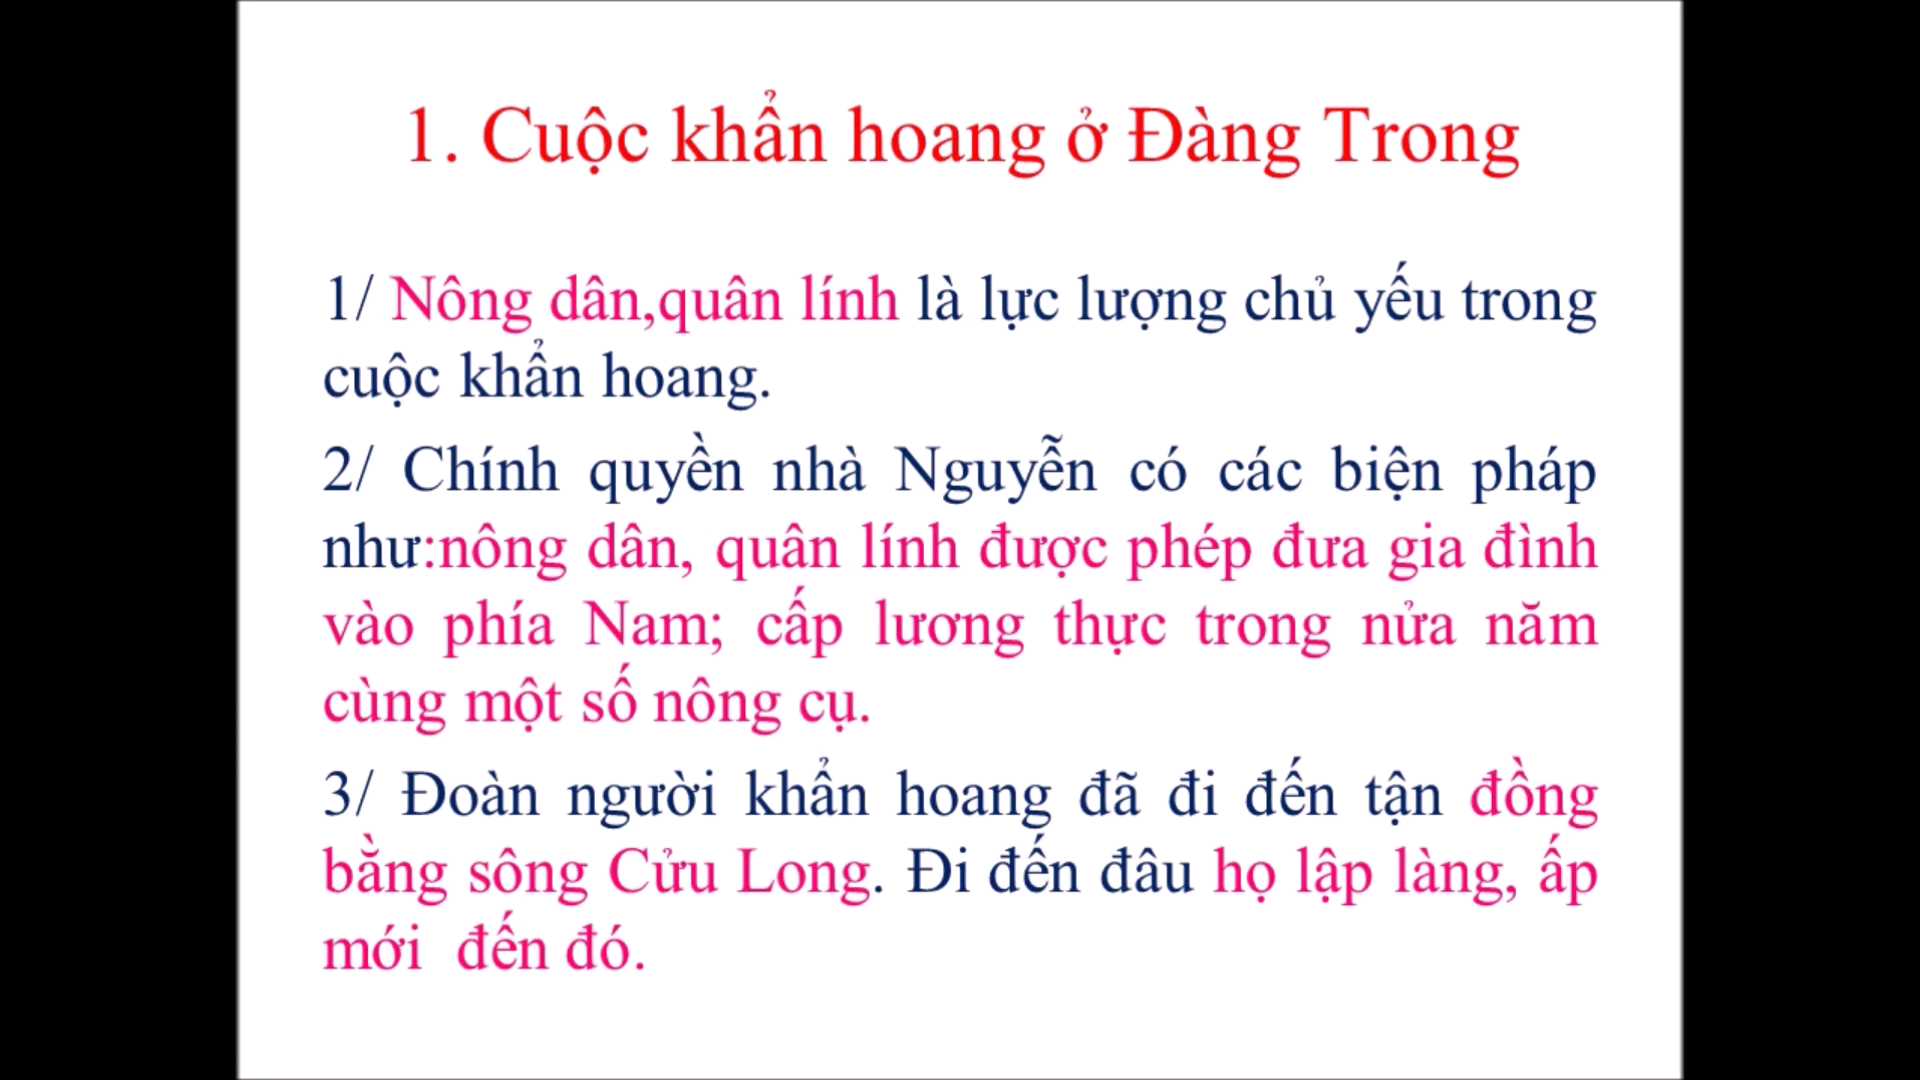 1. Cuộc khẩn hoang ở Đàng Trong
1/ Nông dân,quân lính là lực lượng chủ yếu trong
cuộc khẩn hoang.
2/ Chính quyền nhà Nguyễn có các biện pháp
như:nông dân, quân lính được phép đưa gia đình
vào phía Nam; cấp lương thực trong nửa năm
cùng một số nông cụ.
3/ Đoàn người khẩn hoang đã đi đến tận đồng
bằng sông Cửu Long. Đi đến đâu họ lập làng, ấp
mới  đến đó.